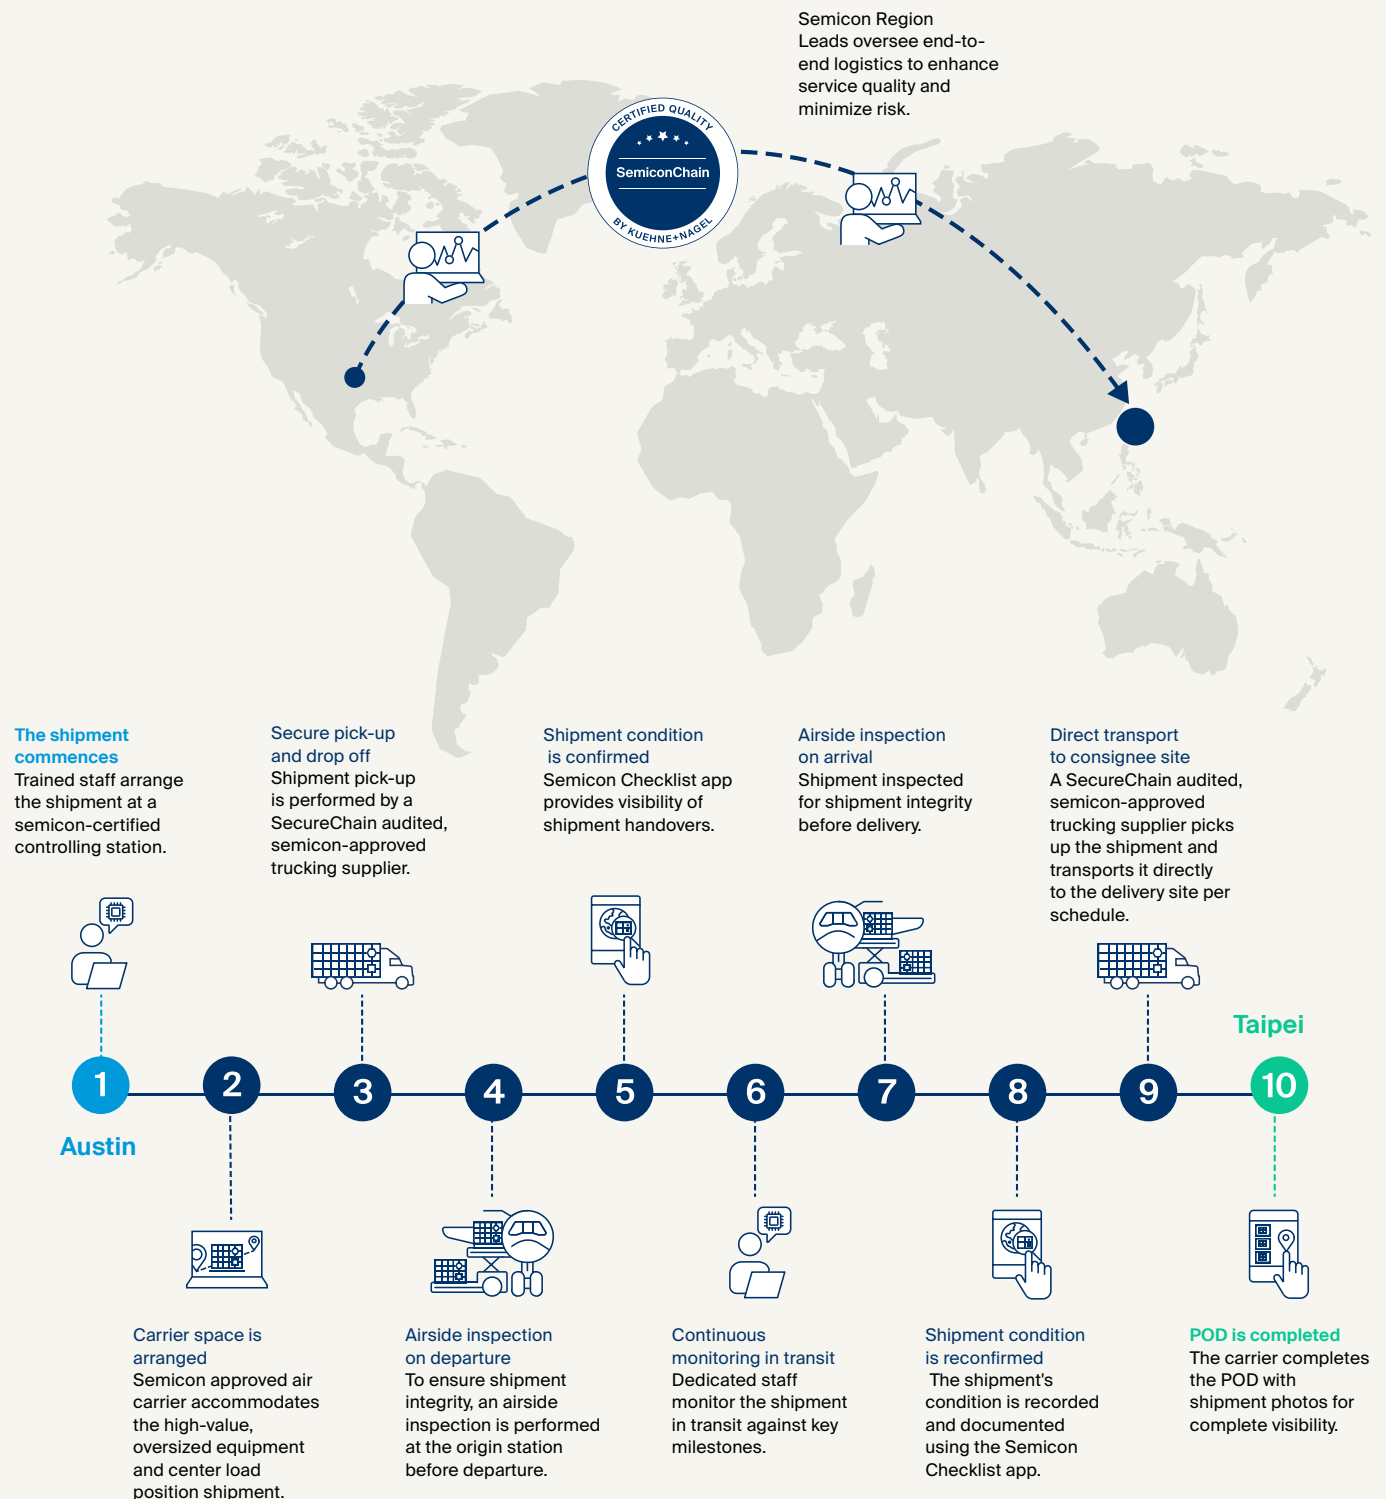 Semicon Region
Leads oversee end-to-
end logistics to enhance
service quality and
minimize risk.
CERTIFIED QUALITY
SemiconChain
BY KUEHNE+NAGEL
The shipment
commences
Trained staff arrange
the shipment at a
semicon-certified
controlling station.
Secure pick-up
and drop off
Shipment pick-up
is performed by a
SecureChain audited,
semicon-approved
trucking supplier.
Shipment condition
is confirmed
Semicon Checklist app
provides visibility of
shipment handovers.
Airside inspection
on arrival
Shipment inspected
for shipment integrity
before delivery.
Direct transport
to consignee site
A SecureChain audited,
semicon-approved
trucking supplier picks
up the shipment and
transports it directly
to the delivery site per
schedule.
Taipei
1
2
3
4
5
6
7
8
9
10
Austin
Carrier space is
arranged
Semicon approved air
carrier accommodates
the high-value,
oversized equipment
and center load
position shipment.
Airside inspection
on departure
To ensure shipment
integrity, an airside
inspection is performed
at the origin station
before departure.
Continuous
monitoring in transit
Dedicated staff
monitor the shipment
in transit against key
milestones.
Shipment condition
is reconfirmed
The shipment's
condition is recorded
and documented
using the Semicon
Checklist app.
POD is completed
The carrier completes
the POD with
shipment photos for
complete visibility.